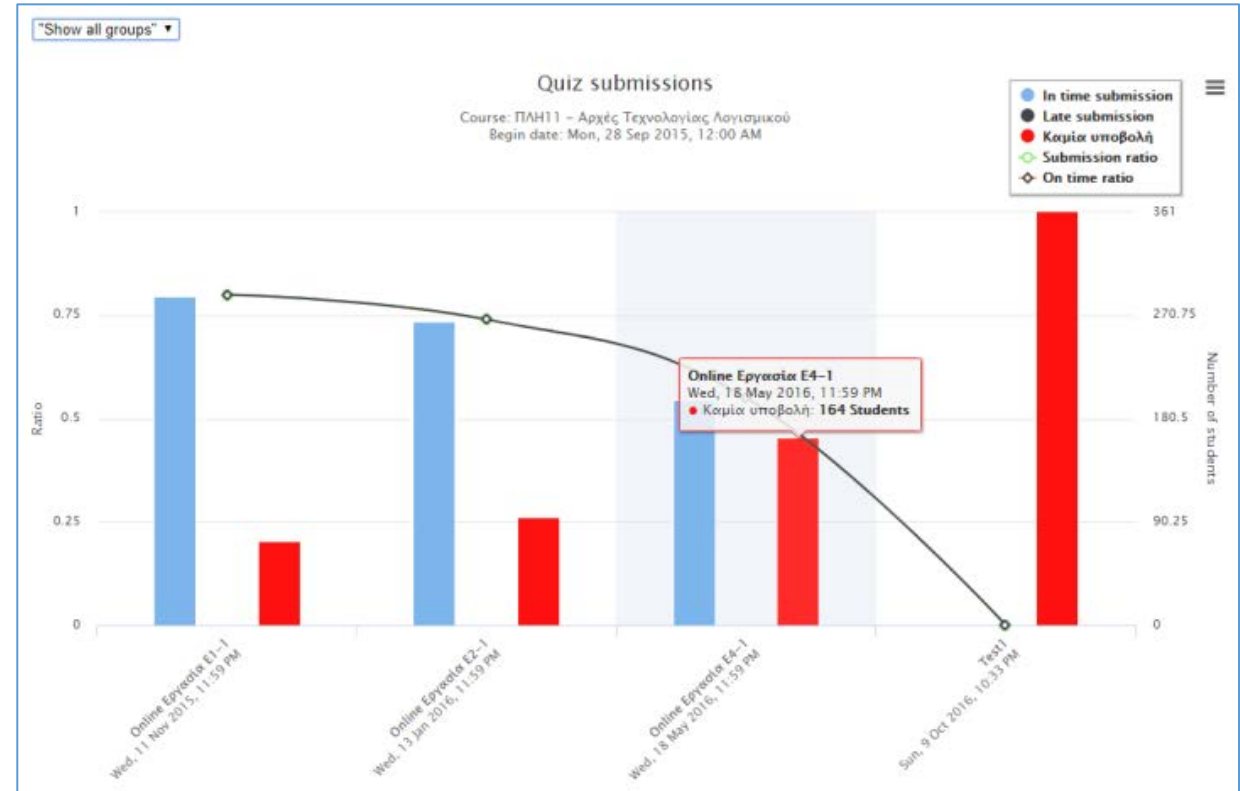 "Show all groups" ▼
Quiz submissions
Course: ΠΛΗ11 – Αρχές Τεχνολογίας Λογισμικού
Begin date: Mon, 28 Sep 2015, 12:00 AM
In time submission
Late submission
Καμία υποβολή
Submission ratio
On time ratio
1
0.75
0.5
0.25
0
Ratio
361
270.75
180.5
90.25
0
Number of students
Online Εργασία Ε4–1
Wed, 18 May 2016, 11:59 PM
Καμία υποβολή: 164 Students
Online Εργασία Ε1–1
Wed, 11 Nov 2015, 11:59 PM
Online Εργασία Ε2–1
Wed, 13 Jan 2016, 11:59 PM
Online Εργασία Ε4–1
Wed, 18 May 2016, 11:59 PM
Test1
Sun, 9 Oct 2016, 10:33 PM